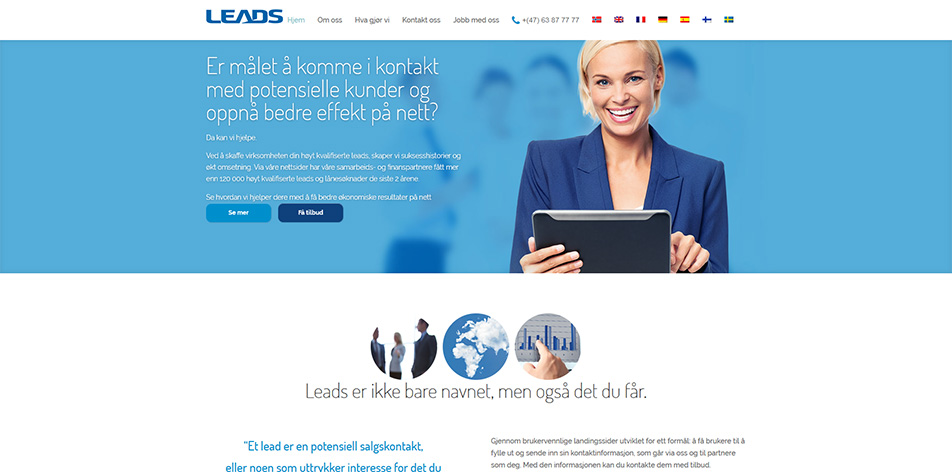 LEADS Hjem Om oss Hva gjør vi Kontakt oss Jobb med oss +(47) 63 87 77 77
Er målet å komme i kontakt
med potensielle kunder og
oppnå bedre effekt på nett?
Da kan vi hjelpe.
Ved å skaffe virksomheten din høyt kvalifiserte leads, skaper vi suksesshistorier og
økt omsetning. Via våre nettsider har våre samarbeids- og finanspartnere fått mer
enn 120 000 høyt kvalifiserte leads og lånesøknader de siste 2 årene.
Se hvordan vi hjelper dere med å få bedre økonomiske resultater på nett
Se mer Få tilbud
Leads er ikke bare navnet, men også det du får.
"Et lead er en potensiell salgskontakt,
eller noen som uttrykker interesse for det du
Gjennom brukervennlige landingssider utviklet for ett formål: å få brukere til å
fylle ut og sende inn sin kontaktinformasjon, som går via oss og til partnere
som deg. Med den informasjonen kan du kontakte dem med tilbud.